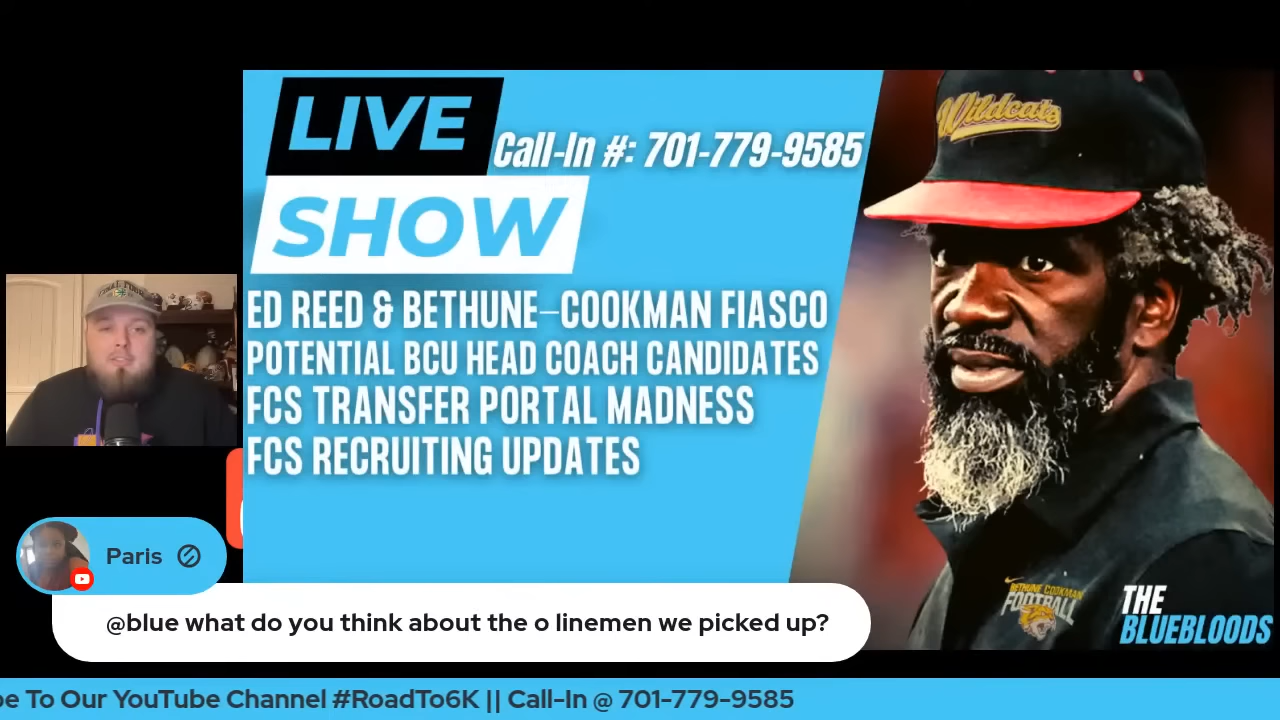 LIVE
Call-In #: 701-779-9585
SHOW
ED REED & BETHUNE-COOKMAN FIASCO
POTENTIAL BCU HEAD COACH CANDIDATES
FCS TRANSFER PORTAL MADNESS
FCS RECRUITING UPDATES
Wildcats
BETHUNE COOKMAN
FOOTBALL
THE
BLUEBLOODS
Paris
@blue what do you think about the o linemen we picked up?
To Our YouTube Channel #RoadTo6K || Call-In @ 701-779-9585